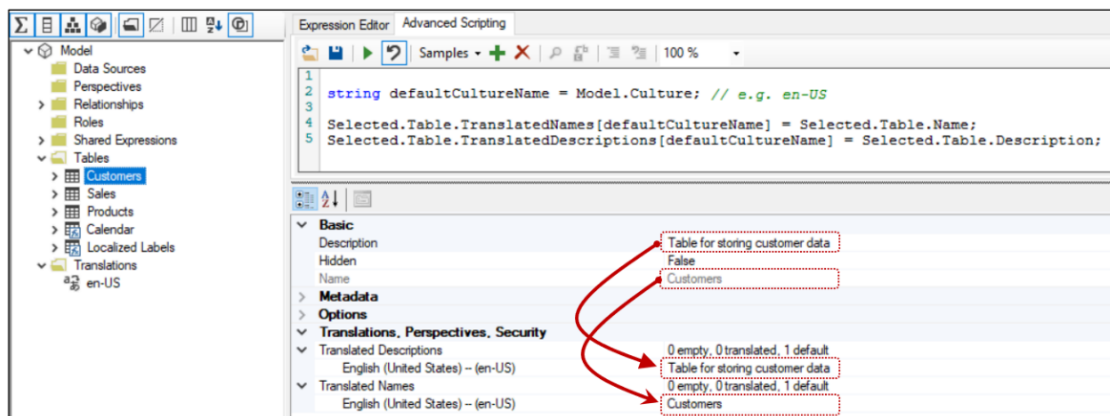 Expression Editor Advanced Scripting
Samples 100 %
Model
Data Sources
Perspectives
Relationships
Roles
Shared Expressions
Tables
Customers
Sales
Products
Calendar
Localized Labels
Translations
en-US
1
2 string defaultCultureName = Model.Culture; // e.g. en-US
3
4 Selected.Table.TranslatedNames[defaultCultureName] = Selected.Table.Name;
5 Selected.Table.TranslatedDescriptions[defaultCultureName] = Selected.Table.Description;
Basic
Description Table for storing customer data
Hidden False
Name Customers
Metadata
Options
Translations, Perspectives, Security
Translated Descriptions 0 empty, 0 translated, 1 default
English (United States) -- (en-US) Table for storing customer data
Translated Names 0 empty, 0 translated, 1 default
English (United States) -- (en-US) Customers